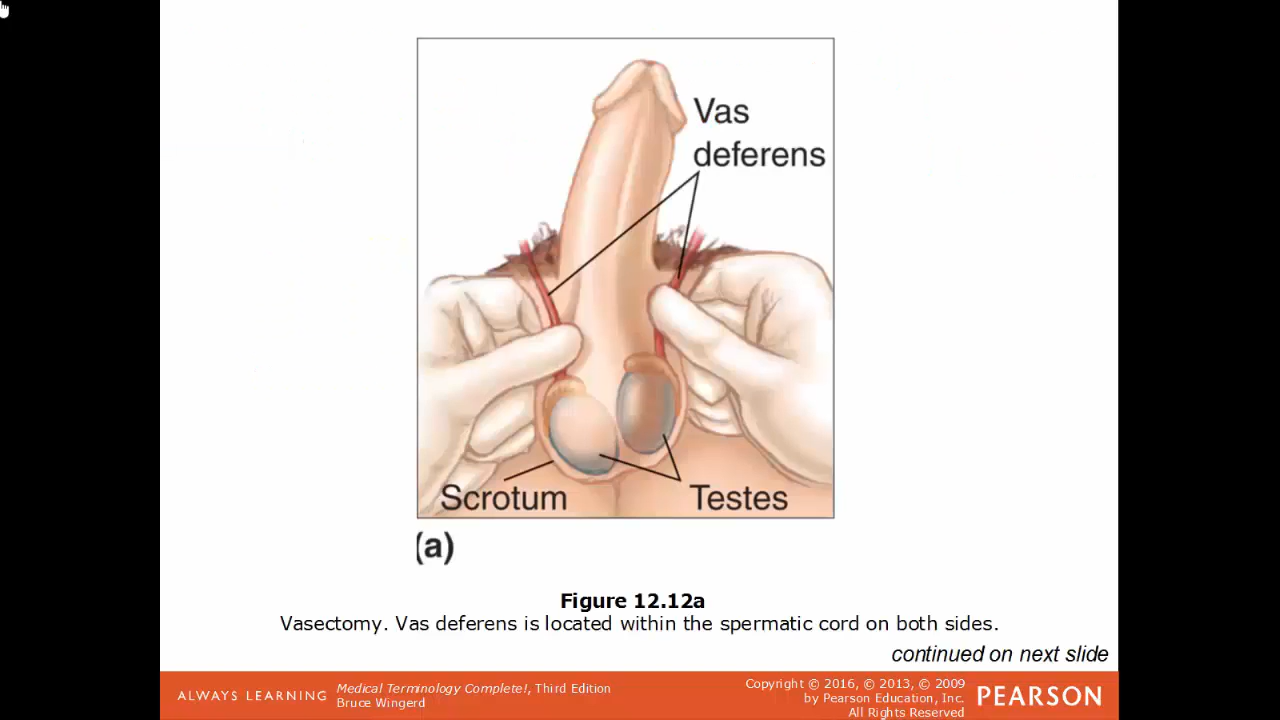 Vas
deferens
Scrotum
Testes
(a)
Figure 12.12a
Vasectomy. Vas deferens is located within the spermatic cord on both sides.
continued on next slide
ALWAYS LEARNING
Medical Terminology Complete!, Third Edition
Bruce Wingerd
Copyright © 2016, © 2013, © 2009
by Pearson Education, Inc.
All Rights Reserved
PEARSON